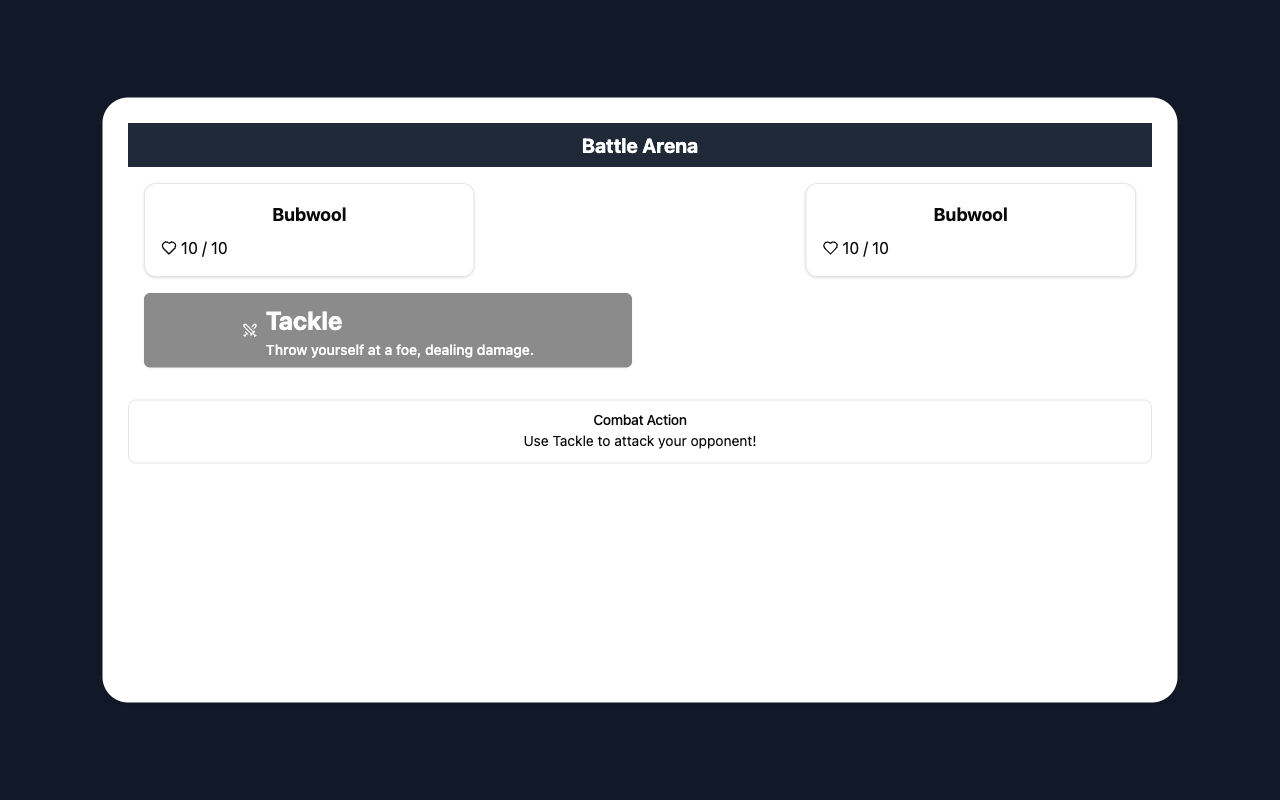 Battle Arena
Bubwool
10 / 10
Bubwool
10 / 10
Tackle
Throw yourself at a foe, dealing damage.
Combat Action
Use Tackle to attack your opponent!